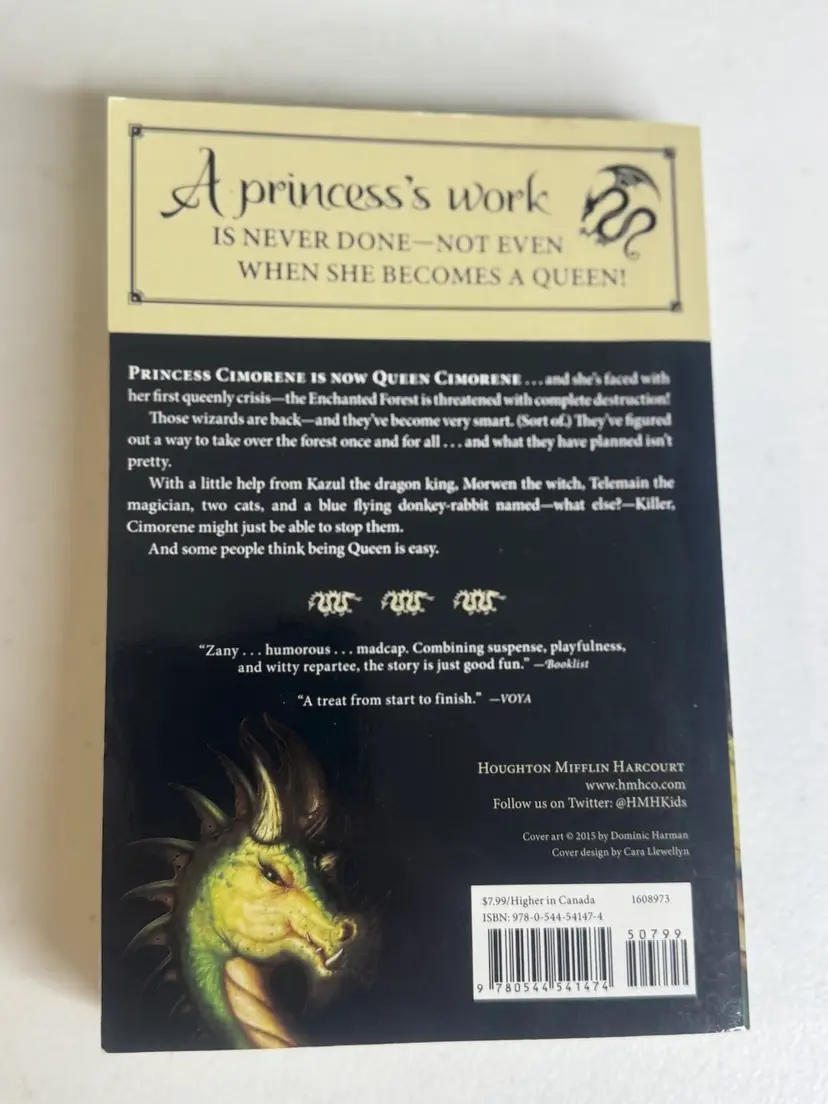 A princess's work
IS NEVER DONE—NOT EVEN
WHEN SHE BECOMES A QUEEN!
PRINCESS CIMORENE IS NOW QUEEN CIMORENE . . . and she's faced with
her first queenly crisis—the Enchanted Forest is threatened with complete destruction!
Those wizards are back—and they've become very smart. (Sort of.) They've figured
out a way to take over the forest once and for all . . . and what they have planned isn't
pretty.
With a little help from Kazul the dragon king, Morwen the witch, Telemain the
magician, two cats, and a blue flying donkey-rabbit named—what else?—Killer,
Cimorene might just be able to stop them.
And some people think being Queen is easy.
"Zany . . . humorous . . . madcap. Combining suspense, playfulness,
and witty repartee, the story is just good fun." —Booklist
"A treat from start to finish." —VOYA
HOUGHTON MIFFLIN HARCOURT
www.hmhco.com
Follow us on Twitter: @HMHKids
Cover art © 2015 by Dominic Harman
Cover design by Cara Llewellyn
$7.99/Higher in Canada 1608973
ISBN: 978-0-544-54147-4
50799
9 780544 541474